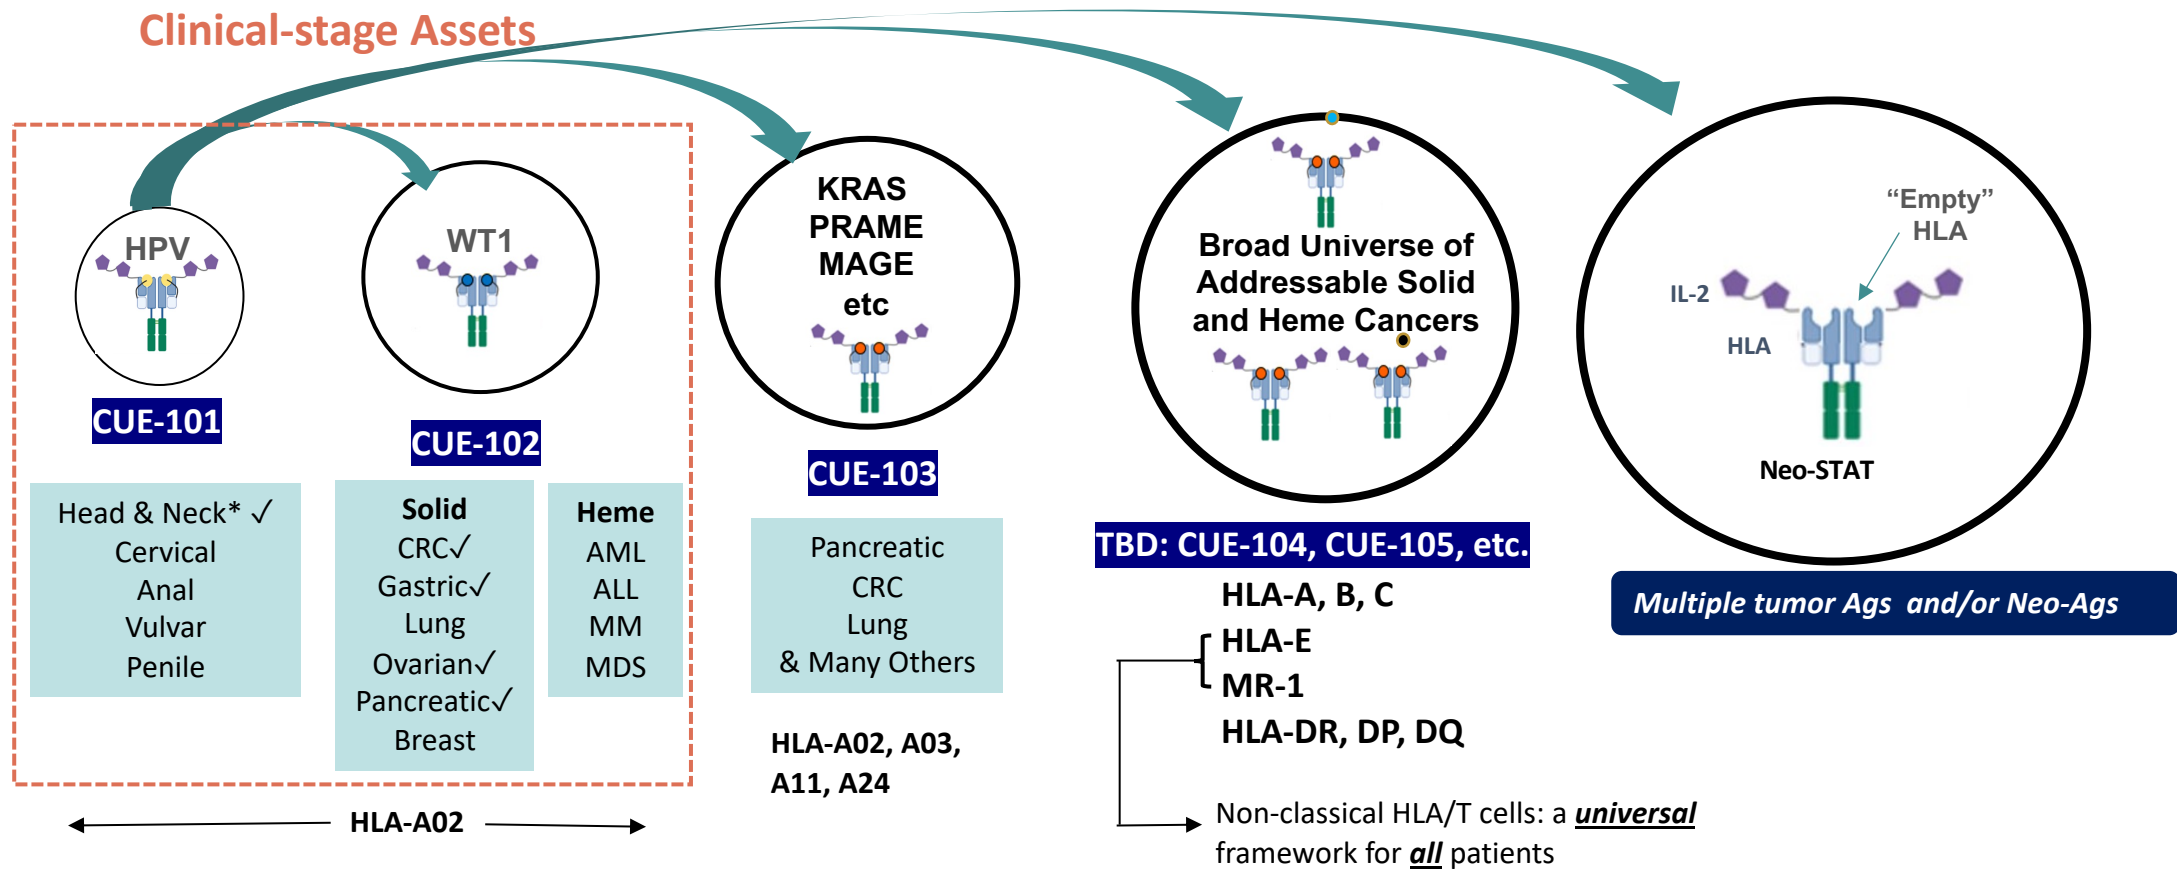 Clinical-stage Assets
HPV
CUE-101
Head & Neck* ✓
Cervical
Anal
Vulvar
Penile
WT1
CUE-102
Solid
CRC✓
Gastric✓
Lung
Ovarian✓
Pancreatic✓
Breast
Heme
AML
ALL
MM
MDS
HLA-A02
KRAS
PRAME
MAGE
etc
CUE-103
Pancreatic
CRC
Lung
& Many Others
HLA-A02, A03,
A11, A24
Broad Universe of
Addressable Solid
and Heme Cancers
TBD: CUE-104, CUE-105, etc.
HLA-A, B, C
HLA-E
MR-1
HLA-DR, DP, DQ
Non-classical HLA/T cells: a universal
framework for all patients
“Empty”
HLA
IL-2
HLA
Neo-STAT
Multiple tumor Ags and/or Neo-Ags